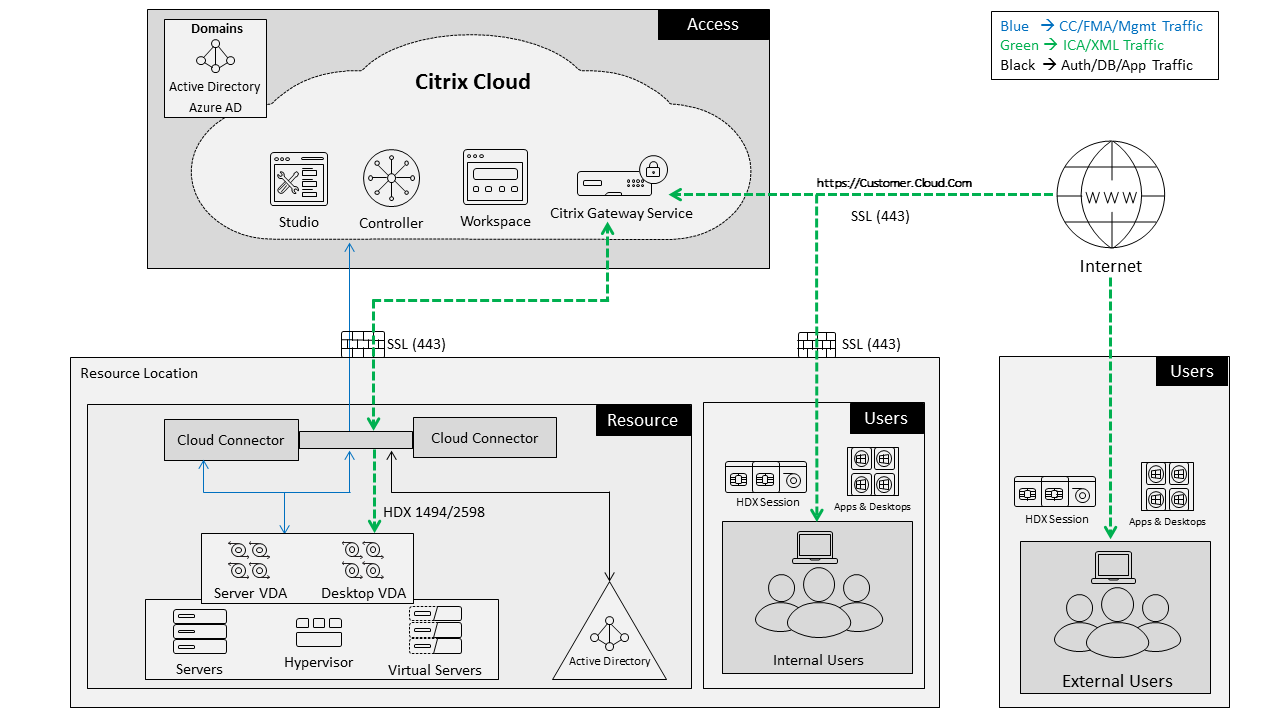 Access
Domains
Active Directory
Azure AD
Citrix Cloud
Studio
Controller
Workspace
Citrix Gateway Service
Blue → CC/FMA/Mgmt Traffic
Green → ICA/XML Traffic
Black → Auth/DB/App Traffic
https://Customer.Cloud.Com
SSL (443)
WWW
Internet
SSL (443)
SSL (443)
Resource Location
Resource
Cloud Connector
Cloud Connector
HDX 1494/2598
Server VDA
Desktop VDA
Servers
Hypervisor
Virtual Servers
Active Directory
Users
HDX Session
Apps & Desktops
Internal Users
Users
HDX Session
Apps & Desktops
External Users